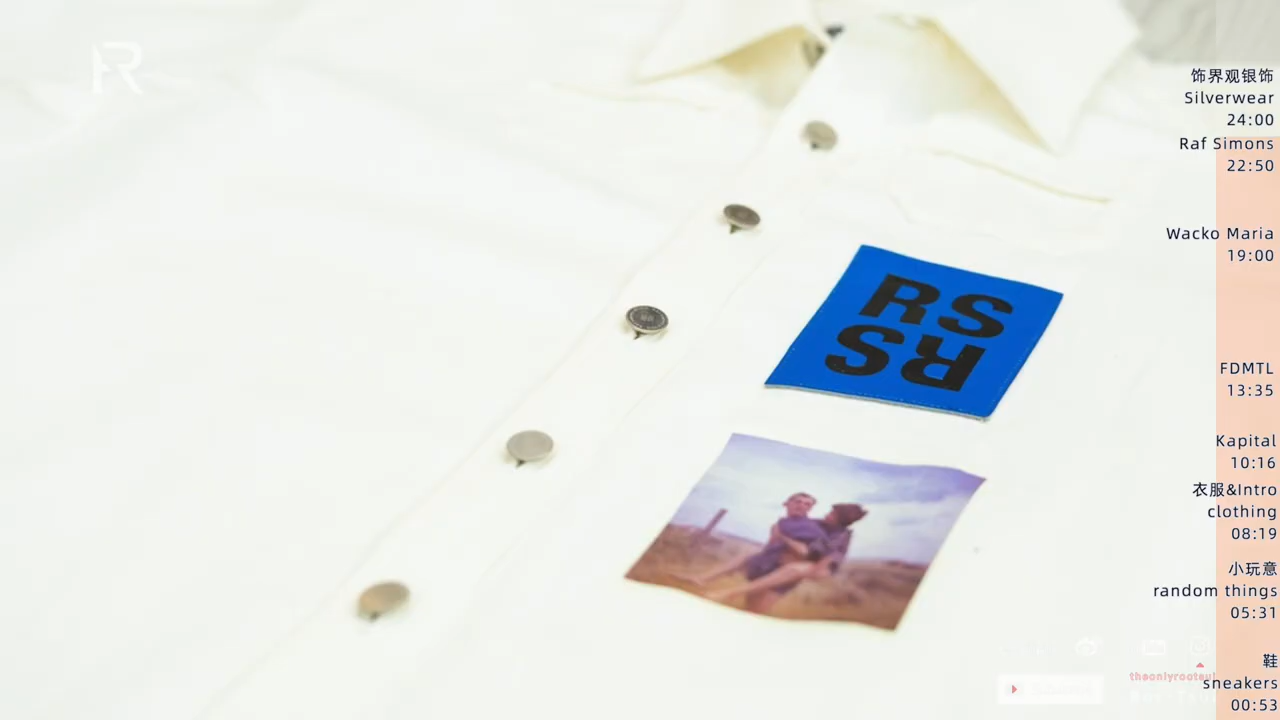 R
饰界观银饰
Silverwear
24:00
Raf Simons
22:50
Wacko Maria
19:00
RS
RS
FDMTL
13:35
Kapital
10:16
衣服&Intro
clothing
08:19
小玩意
random things
05:31
鞋
sneakers
00:53